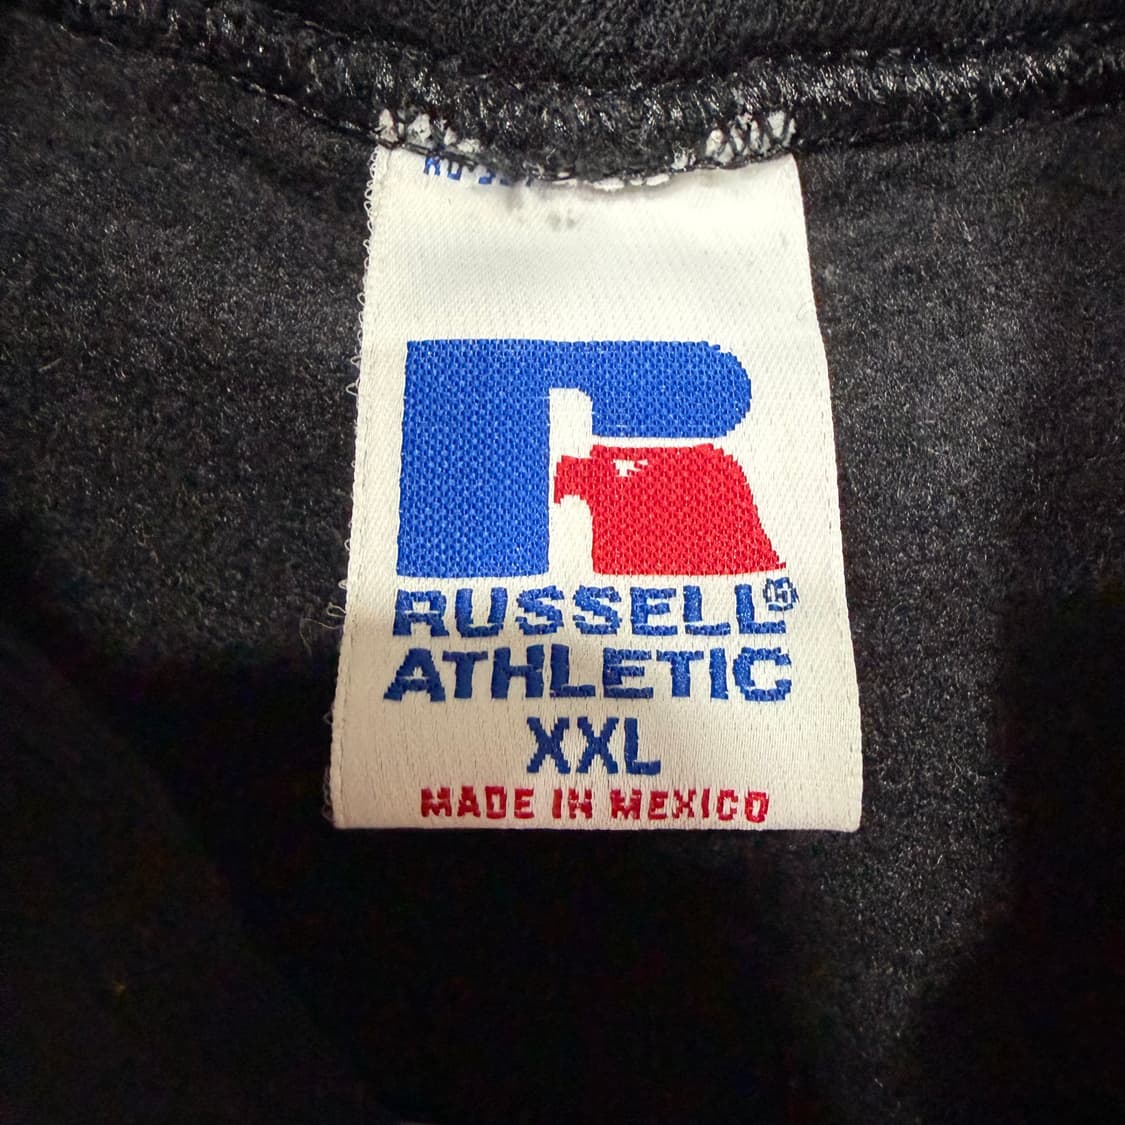 RUSSELL®
ATHLETIC
XXL
MADE IN MEXICO